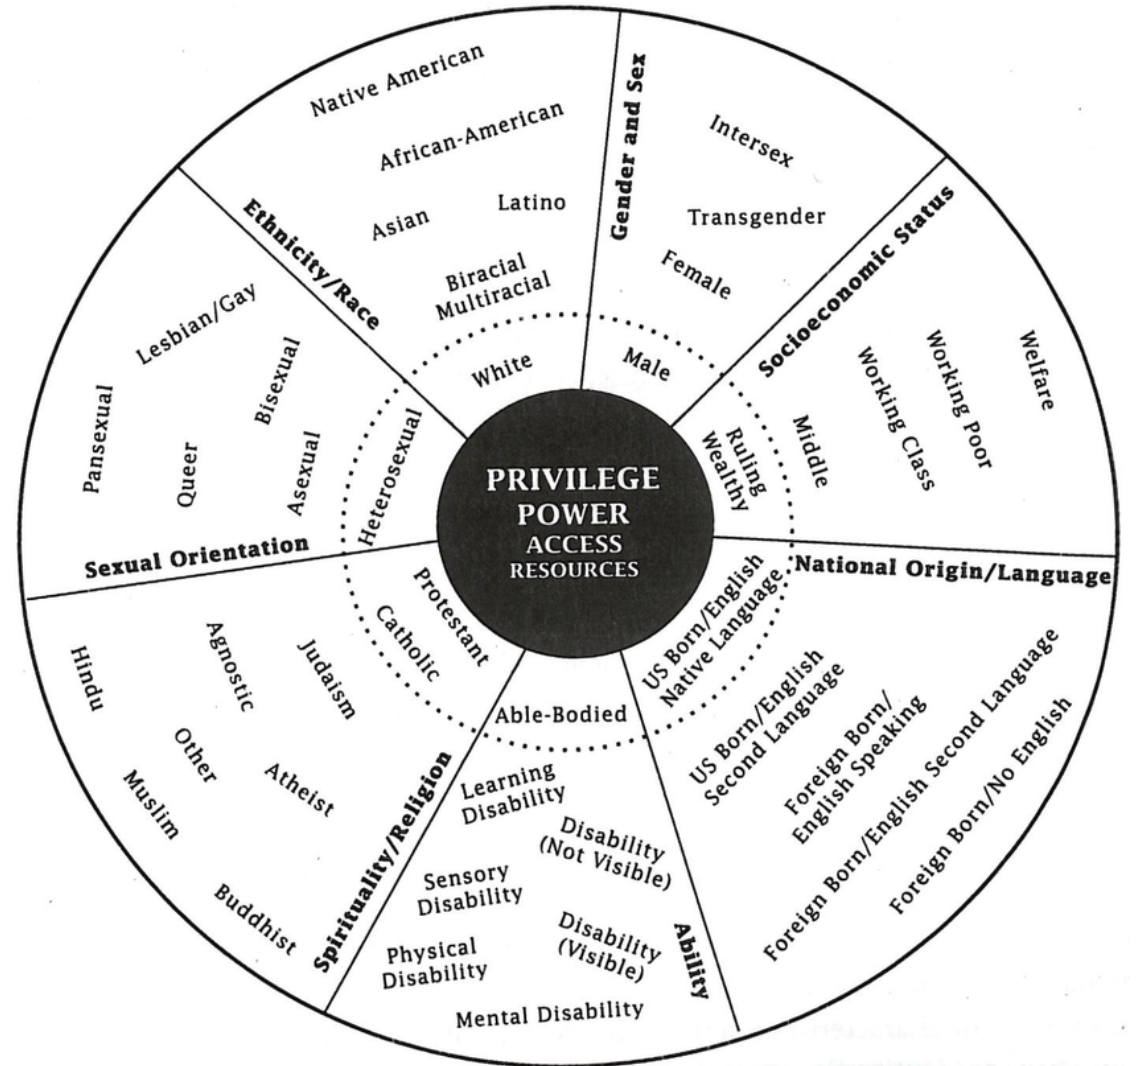 PRIVILEGE
POWER
ACCESS
RESOURCES
Ethnicity/Race
Native American
African-American
Asian
Latino
Biracial
Multiracial
White
Gender and Sex
Intersex
Transgender
Female
Male
Socioeconomic Status
Welfare
Working Poor
Working Class
Middle
Ruling
Wealthy
National Origin/Language
US Born/English
Native Language
US Born/English
Second Language
Foreign Born/
English Speaking
Foreign Born/English Second Language
Foreign Born/No English
Ability
Able-Bodied
Learning
Disability
Disability
(Not Visible)
Sensory
Disability
Disability
(Visible)
Physical
Disability
Mental Disability
Spirituality/Religion
Protestant
Catholic
Judaism
Agnostic
Hindu
Other
Atheist
Muslim
Buddhist
Sexual Orientation
Heterosexual
Lesbian/Gay
Bisexual
Pansexual
Queer
Asexual